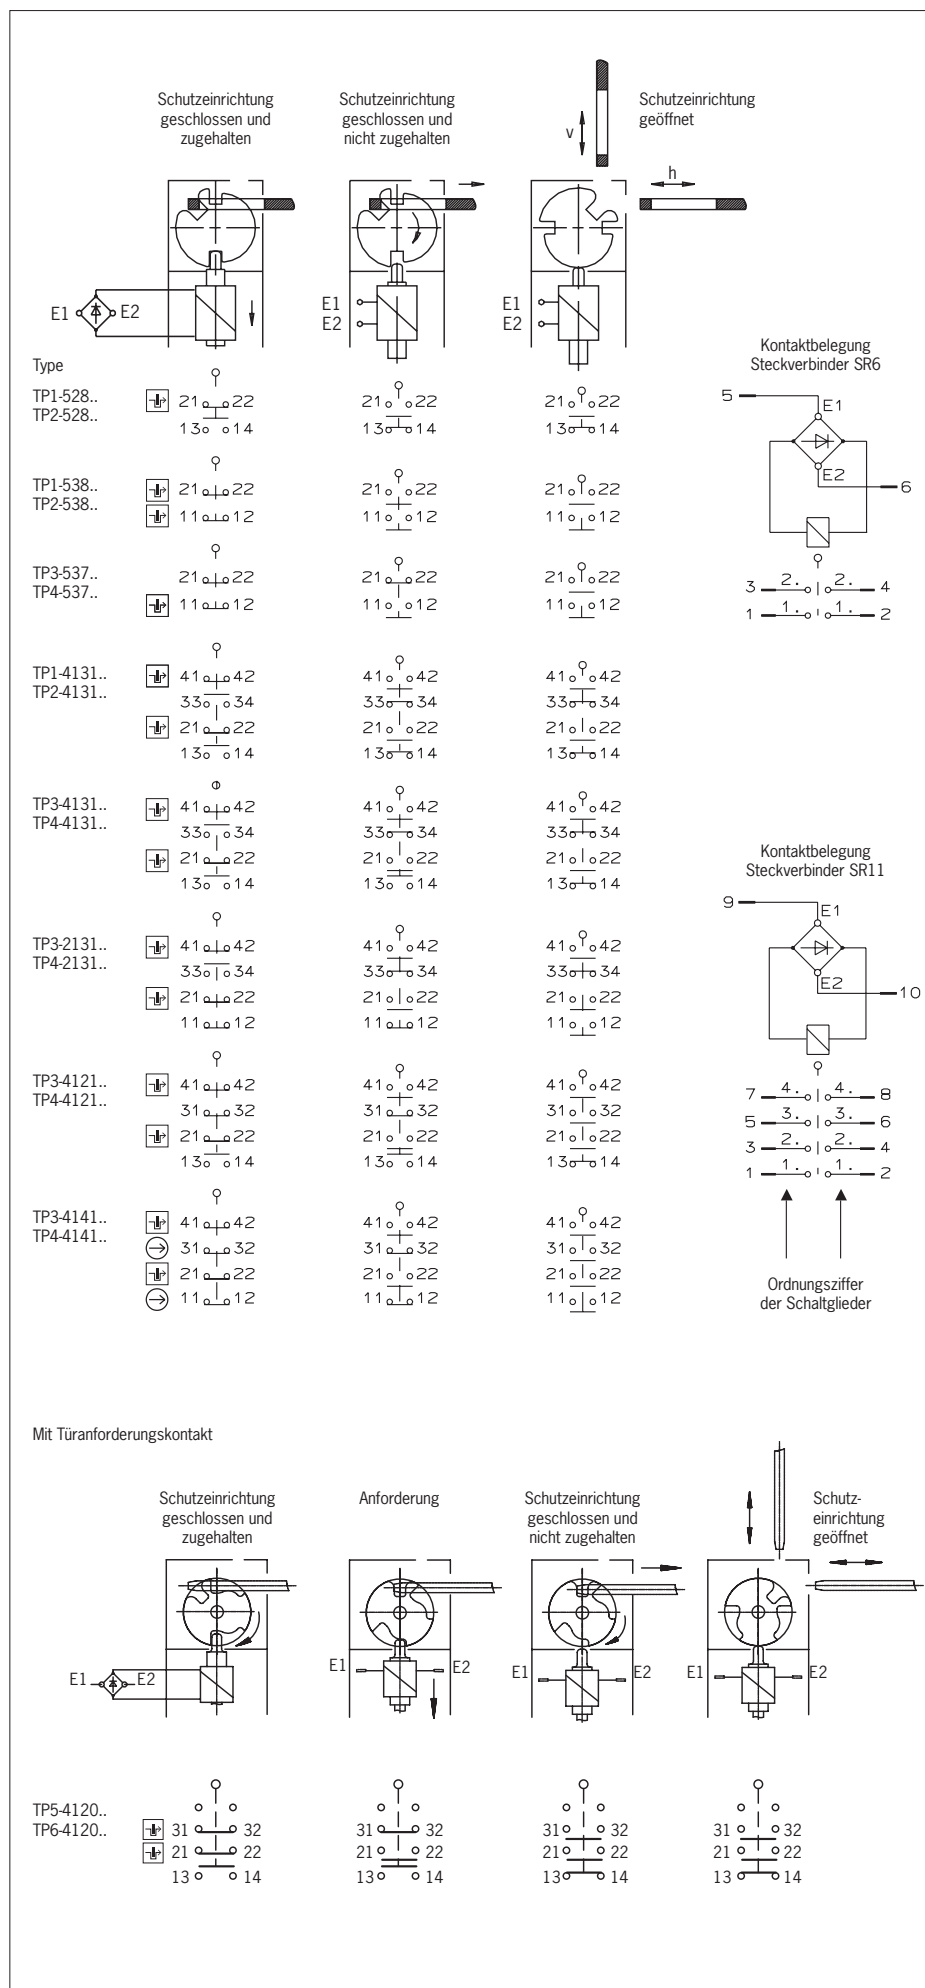 Schutzeinrichtung
geschlossen und
zugehalten
Schutzeinrichtung
geschlossen und
nicht zugehalten
Schutzeinrichtung
geöffnet
v
h
E1 E2
E1
E2
E1
E2
Type
TP1-528..
TP2-528..
21 22
13 14
21 22
13 14
21 22
13 14
TP1-538..
TP2-538..
21 22
11 12
21 22
11 12
21 22
11 12
TP3-537..
TP4-537..
21 22
11 12
21 22
11 12
21 22
11 12
Kontaktbelegung
Steckverbinder SR6
5
E1
E2
6
3 2. 2. 4
1 1. 1. 2
TP1-4131..
TP2-4131..
41 42
33 34
21 22
13 14
41 42
33 34
21 22
13 14
41 42
33 34
21 22
13 14
TP3-4131..
TP4-4131..
41 42
33 34
21 22
13 14
41 42
33 34
21 22
13 14
41 42
33 34
21 22
13 14
TP3-2131..
TP4-2131..
41 42
33 34
21 22
11 12
41 42
33 34
21 22
11 12
41 42
33 34
21 22
11 12
TP3-4121..
TP4-4121..
41 42
31 32
21 22
13 14
41 42
31 32
21 22
13 14
41 42
31 32
21 22
13 14
TP3-4141..
TP4-4141..
41 42
31 32
21 22
11 12
41 42
31 32
21 22
11 12
41 42
31 32
21 22
11 12
Kontaktbelegung
Steckverbinder SR11
9
E1
E2
10
7 4. 4. 8
5 3. 3. 6
3 2. 2. 4
1 1. 1. 2
Ordnungsziffer
der Schaltglieder
Mit Türanforderungskontakt
Schutzeinrichtung
geschlossen und
zugehalten
Anforderung
Schutzeinrichtung
geschlossen und
nicht zugehalten
Schutz-
einrichtung
geöffnet
E1 E2
E1 E2
E1 E2
E1 E2
TP5-4120..
TP6-4120..
31 32
21 22
13 14
31 32
21 22
13 14
31 32
21 22
13 14
31 32
21 22
13 14